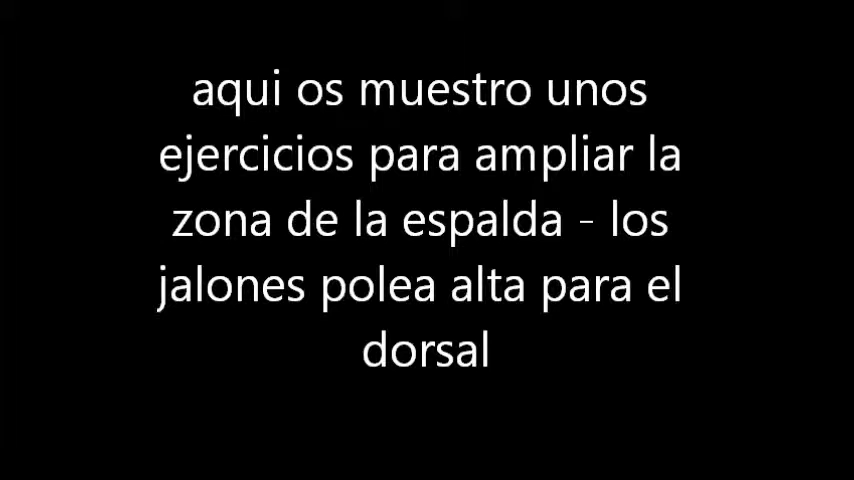 aqui os muestro unos
ejercicios para ampliar la
zona de la espalda - los
jalones polea alta para el
dorsal